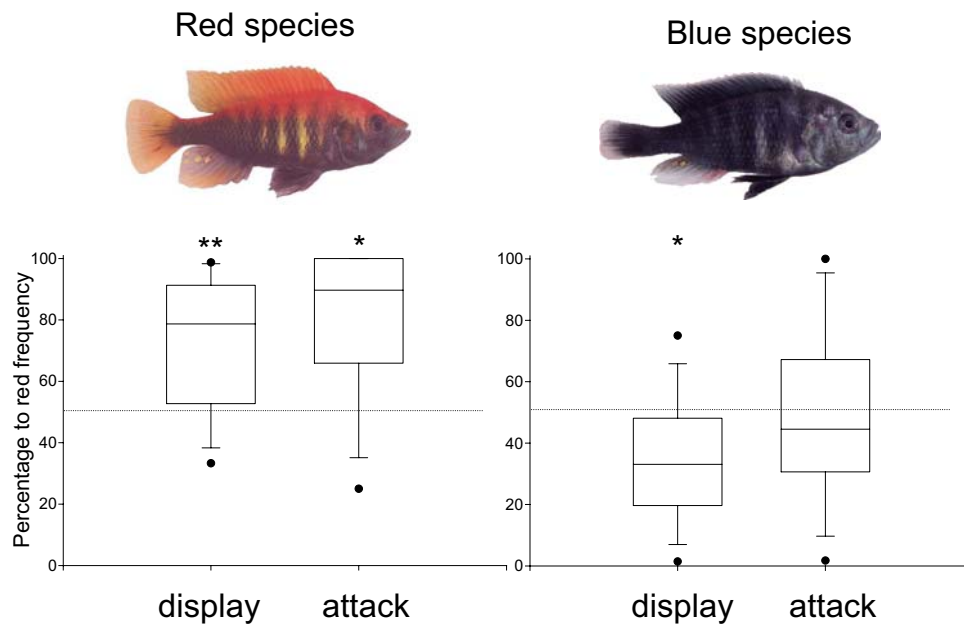 Red species
Blue species
** *
*
Percentage to red frequency
100
80
60
40
20
0
100
80
60
40
20
0
display attack
display attack